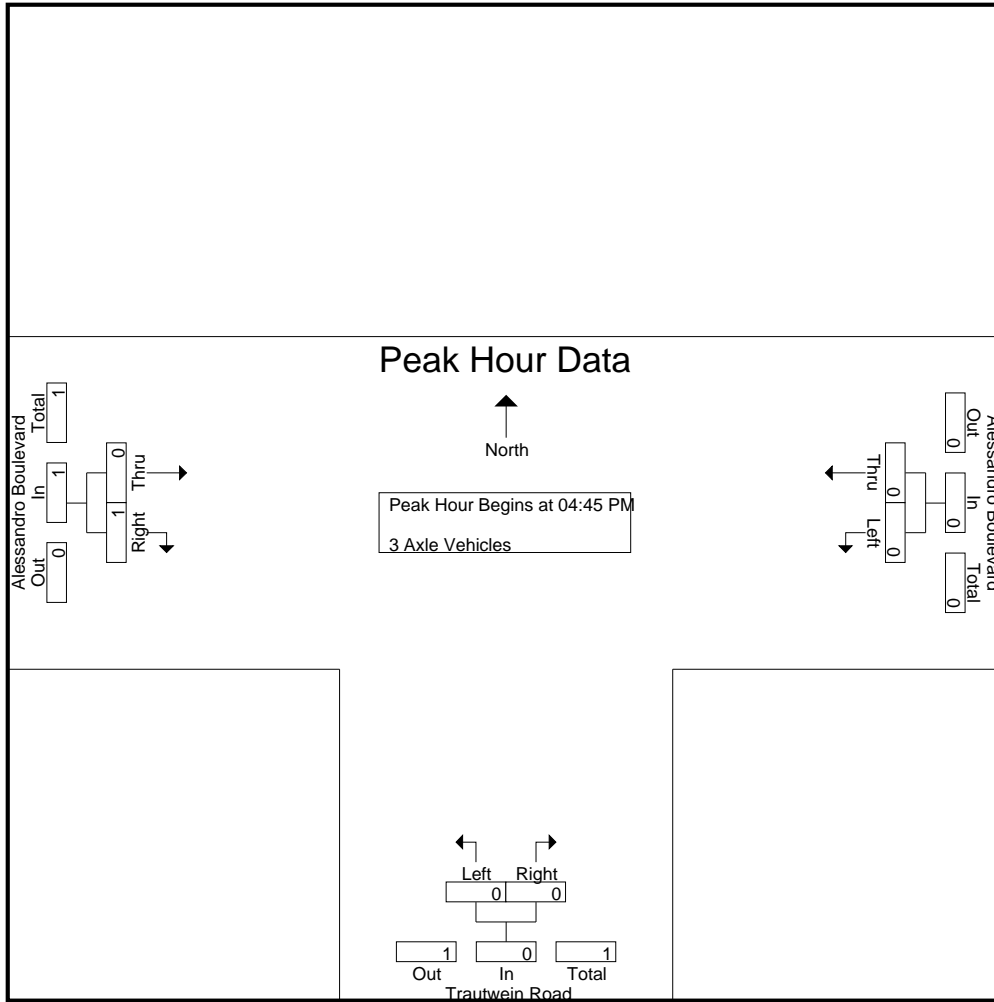 Peak Hour Data
North
Peak Hour Begins at 04:45 PM
3 Axle Vehicles
Alessandro Boulevard
Total
1
In
1
Out
0
Thru
0
Right
1
Alessandro Boulevard
Out
0
In
0
Total
0
Thru
0
Left
0
Left Right
0 0
1 0 1
Out In Total
Trautwein Road